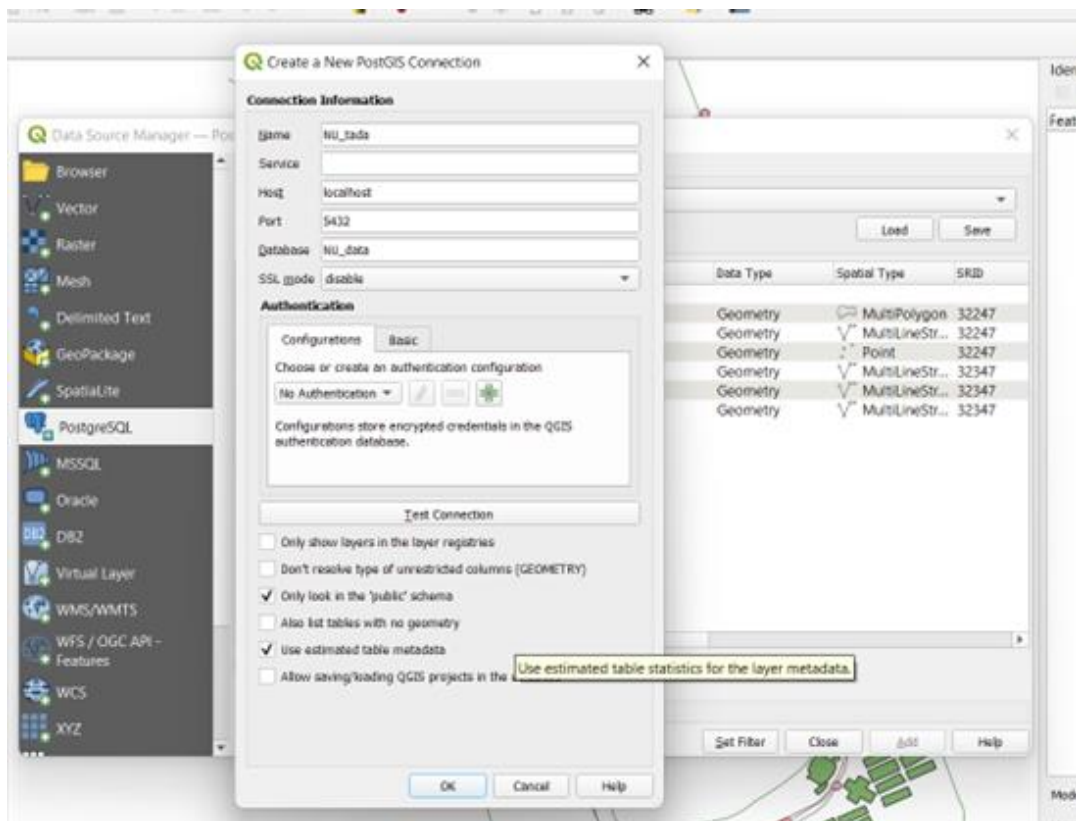 Create a New PostGIS Connection
Connection Information
Name NU_tada
Service
Host localhost
Port 5432
Database NU_data
SSL mode disable
Authentication
Configurations Basic
Choose or create an authentication configuration
No Authentication
Configurations store encrypted credentials in the QGIS
authentication database.
Test Connection
Only show layers in the layer registries
Don't resolve type of unrestricted columns (GEOMETRY)
Only look in the 'public' schema
Also list tables with no geometry
Use estimated table metadata
Use estimated table statistics for the layer metadata.
Allow saving/loading QGIS projects in the
OK Cancel Help
Data Source Manager —
Browser
Vector
Raster
Mesh
Delimited Text
GeoPackage
SpatiaLite
PostgreSQL
MSSQL
Oracle
DB2
Virtual Layer
WMS/WMTS
WFS / OGC API -
Features
WCS
XYZ
Load Save
Data Type Spatial Type SRID
Geometry MultiPolygon 32247
Geometry MultiLineStr... 32247
Geometry Point 32247
Geometry MultiLineStr... 32347
Geometry MultiLineStr... 32347
Geometry MultiLineStr... 32347
Set Filter Close Add Help
Iden
Feat
Mode